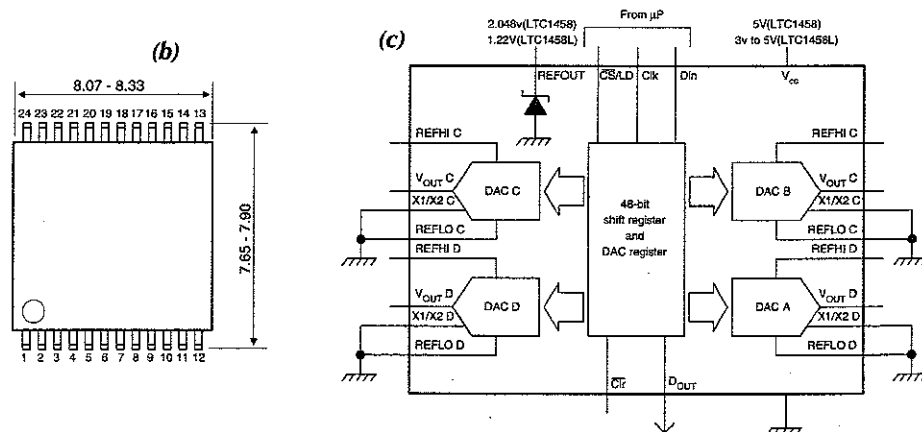 (b)
8.07 - 8.33
24 23 22 21 20 19 18 17 16 15 14 13
7.65 - 7.90
1 2 3 4 5 6 7 8 9 10 11 12
(c)
2.048v(LTC1458)
1.22V(LTC1458L)
From µP
5V(LTC1458)
3v to 5V(LTC1458L)
REFOUT
CS/LD
Clk
Din
Vcc
REFHI C
VOUT C
X1/X2 C
REFLO C
DAC C
REFHI D
VOUT D
X1/X2 D
REFLO D
DAC D
48-bit
shift register
and
DAC register
REFHI C
DAC B
VOUT C
X1/X2 C
REFLO C
REFHI D
DAC A
VOUT D
X1/X2 D
REFLO D
Clr
DOUT